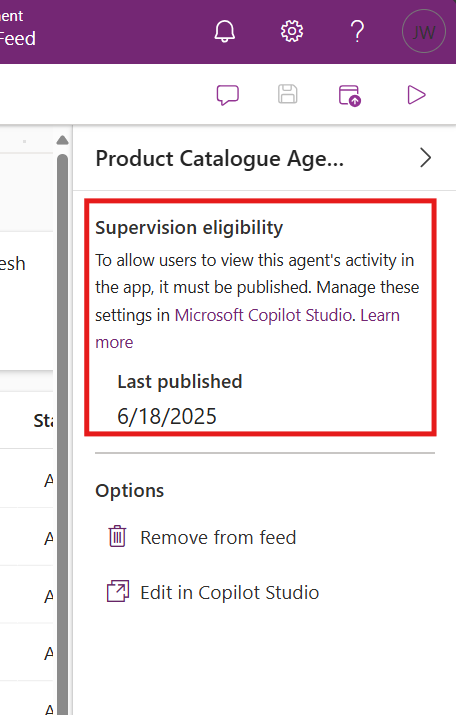 ment
Feed
JW
Product Catalogue Age...
Supervision eligibility
To allow users to view this agent's activity in
the app, it must be published. Manage these
settings in Microsoft Copilot Studio. Learn
more
esh
Last published
6/18/2025
Sta
Options
A
Remove from feed
A
Edit in Copilot Studio
A
A
A